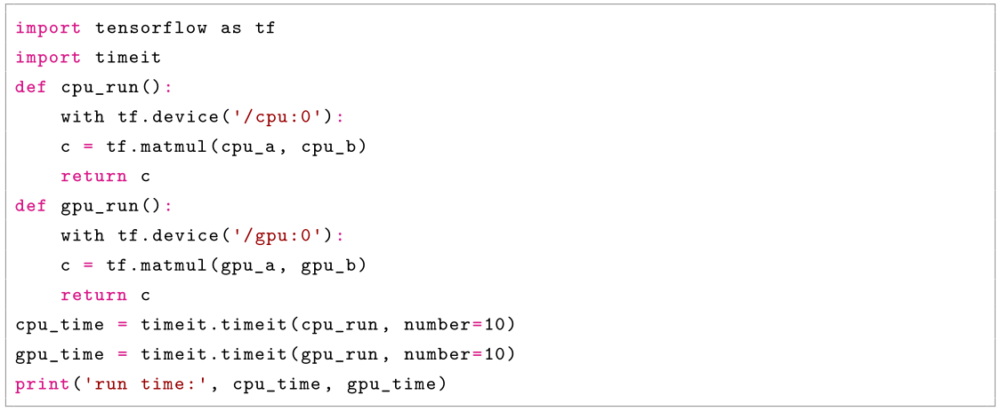 import tensorflow as tf
import timeit
def cpu_run():
    with tf.device('/cpu:0'):
    c = tf.matmul(cpu_a, cpu_b)
    return c
def gpu_run():
    with tf.device('/gpu:0'):
    c = tf.matmul(gpu_a, gpu_b)
    return c
cpu_time = timeit.timeit(cpu_run, number=10)
gpu_time = timeit.timeit(gpu_run, number=10)
print('run time:', cpu_time, gpu_time)